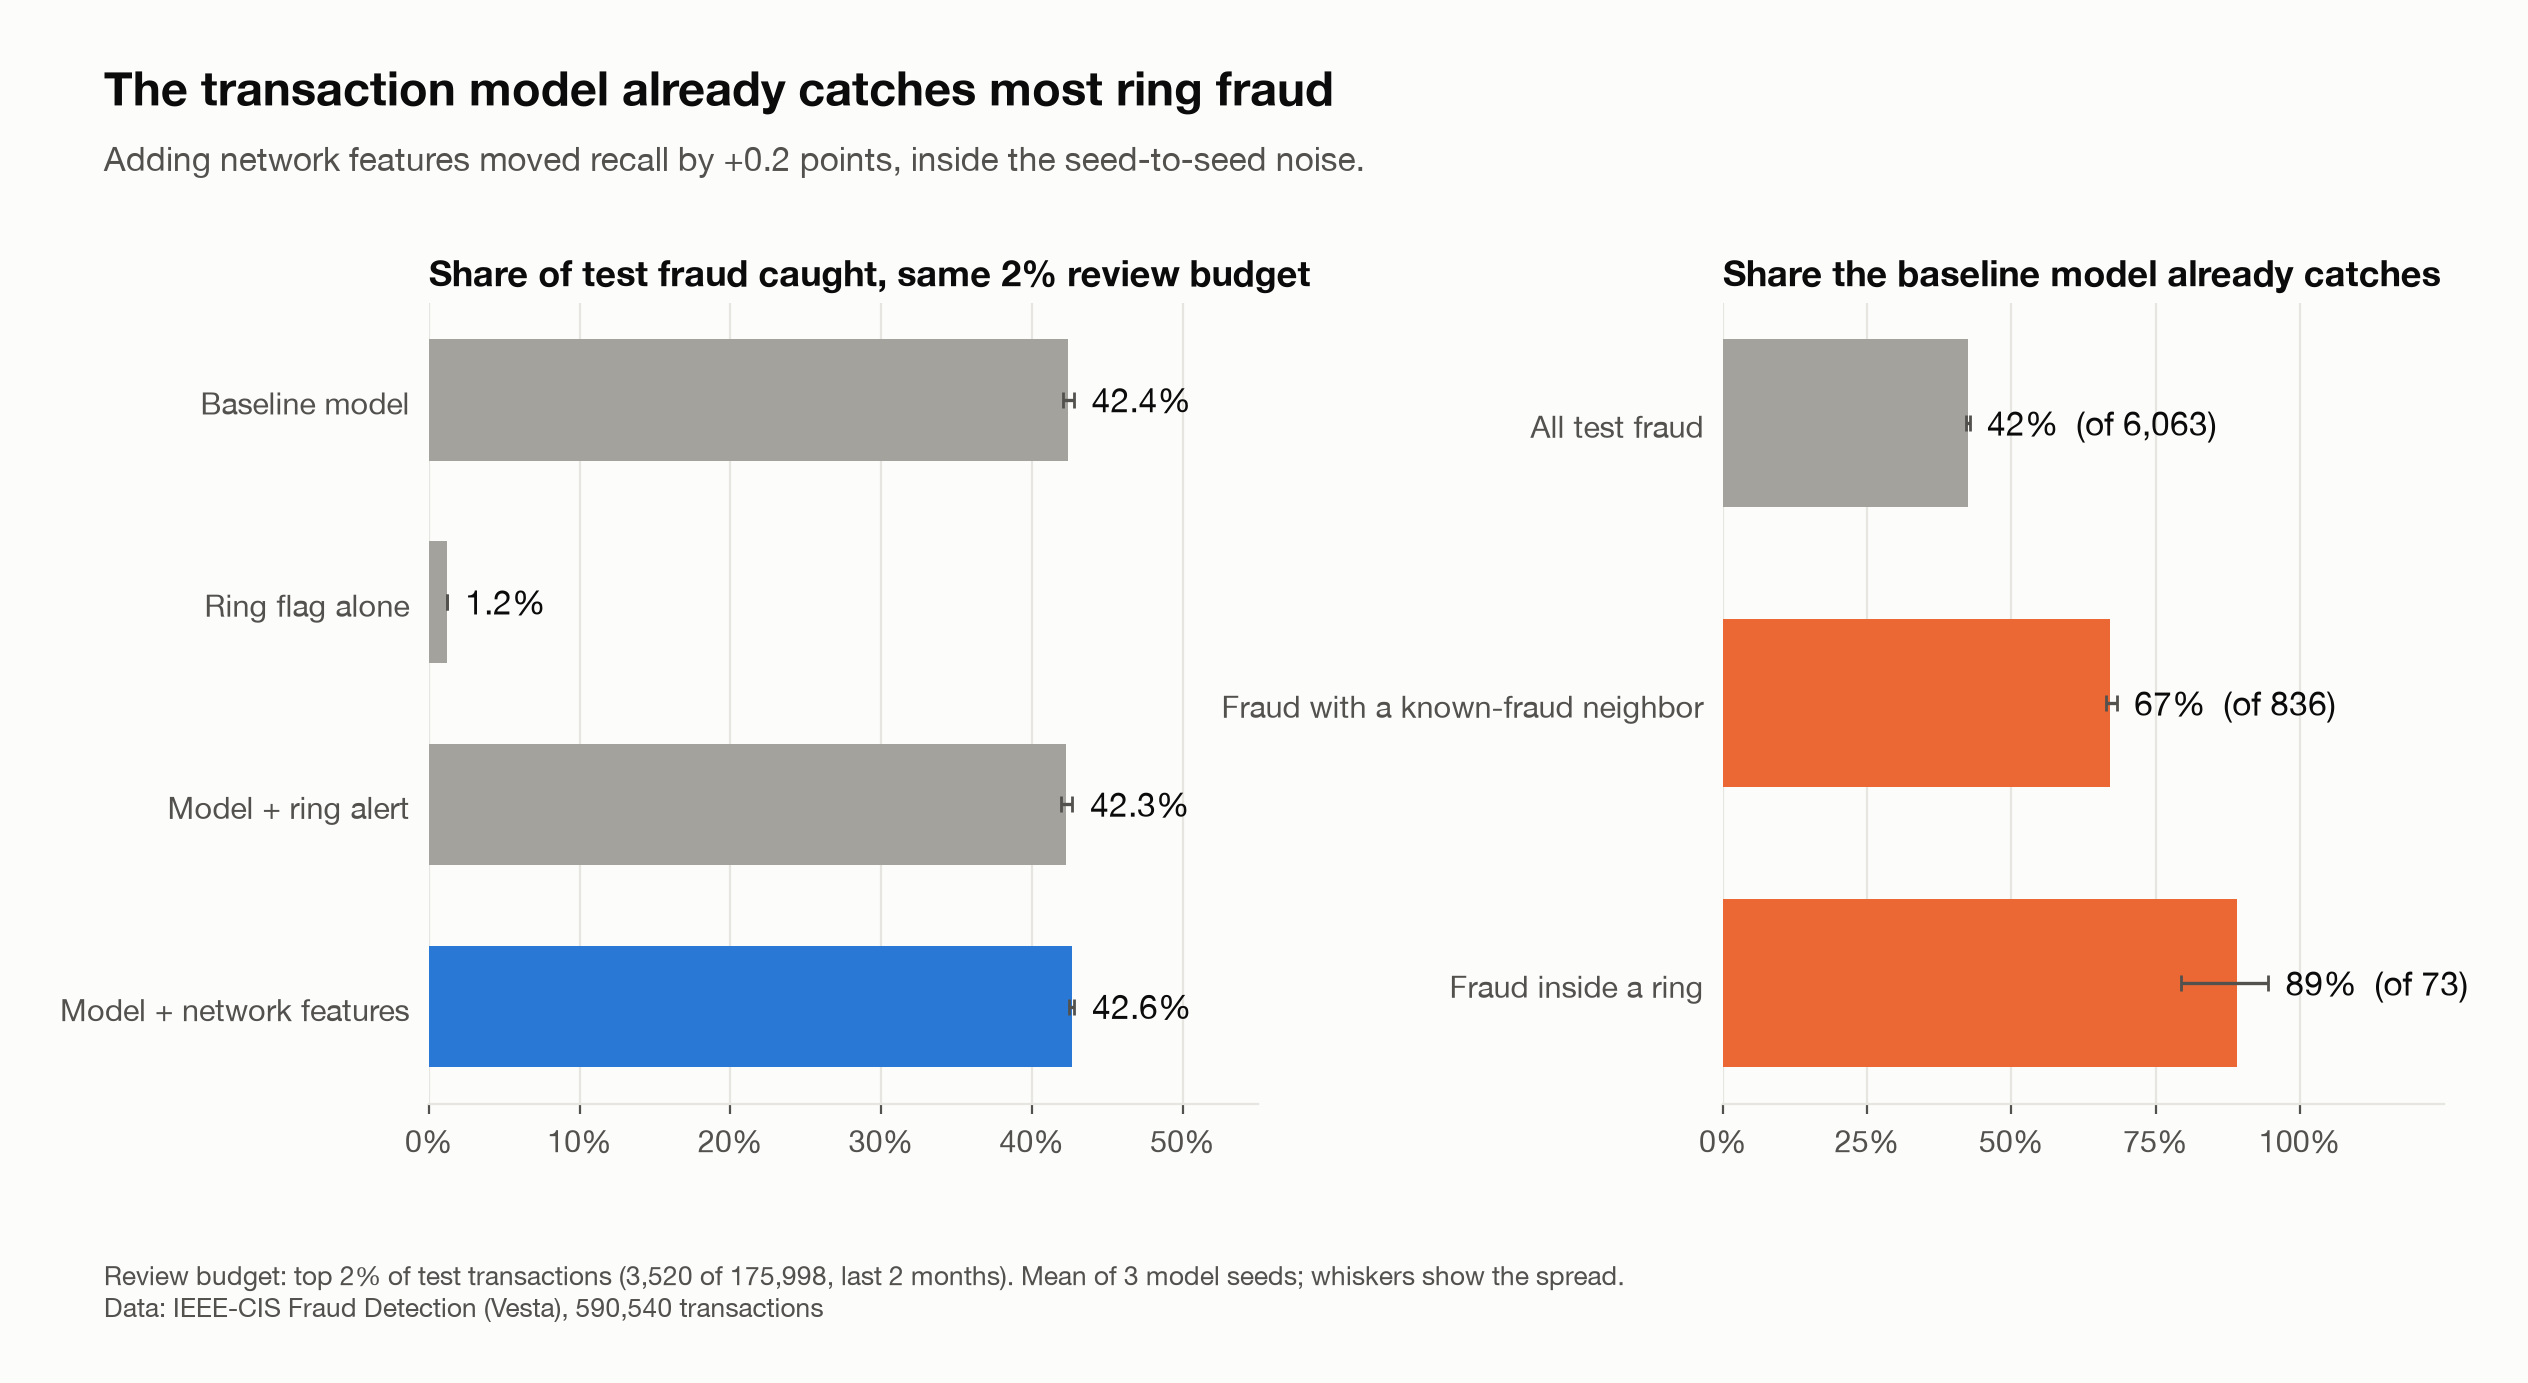 The transaction model already catches most ring fraud
Adding network features moved recall by +0.2 points, inside the seed-to-seed noise.
Share of test fraud caught, same 2% review budget
Baseline model
42.4%
Ring flag alone
1.2%
Model + ring alert
42.3%
Model + network features
42.6%
0% 10% 20% 30% 40% 50%
Share the baseline model already catches
All test fraud
42% (of 6,063)
Fraud with a known-fraud neighbor
67% (of 836)
Fraud inside a ring
89% (of 73)
0% 25% 50% 75% 100%
Review budget: top 2% of test transactions (3,520 of 175,998, last 2 months). Mean of 3 model seeds; whiskers show the spread.
Data: IEEE-CIS Fraud Detection (Vesta), 590,540 transactions